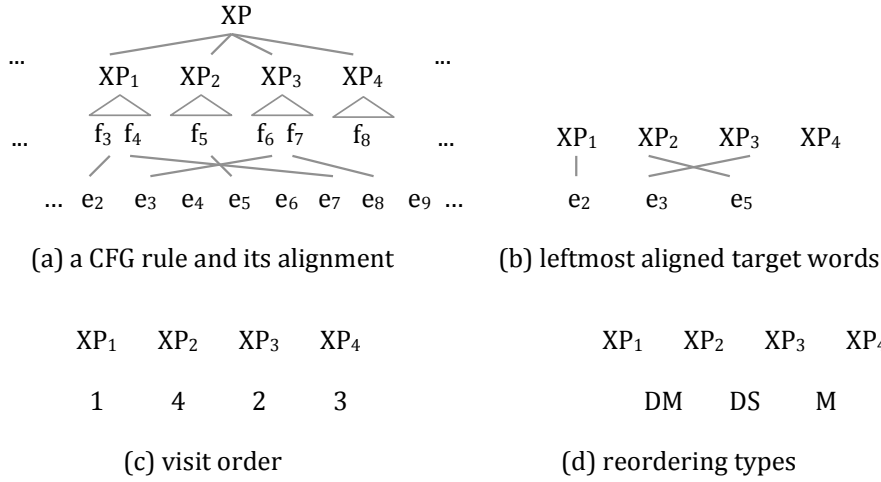 XP
... ...
XP₁ XP₂ XP₃ XP₄
... f₃ f₄ f₅ f₆ f₇ f₈ ...
... e₂ e₃ e₄ e₅ e₆ e₇ e₈ e₉ ...
(a) a CFG rule and its alignment
XP₁ XP₂ XP₃ XP₄
e₂ e₃ e₅
(b) leftmost aligned target words
XP₁ XP₂ XP₃ XP₄
1 4 2 3
(c) visit order
XP₁ XP₂ XP₃ XP₄
DM DS M
(d) reordering types